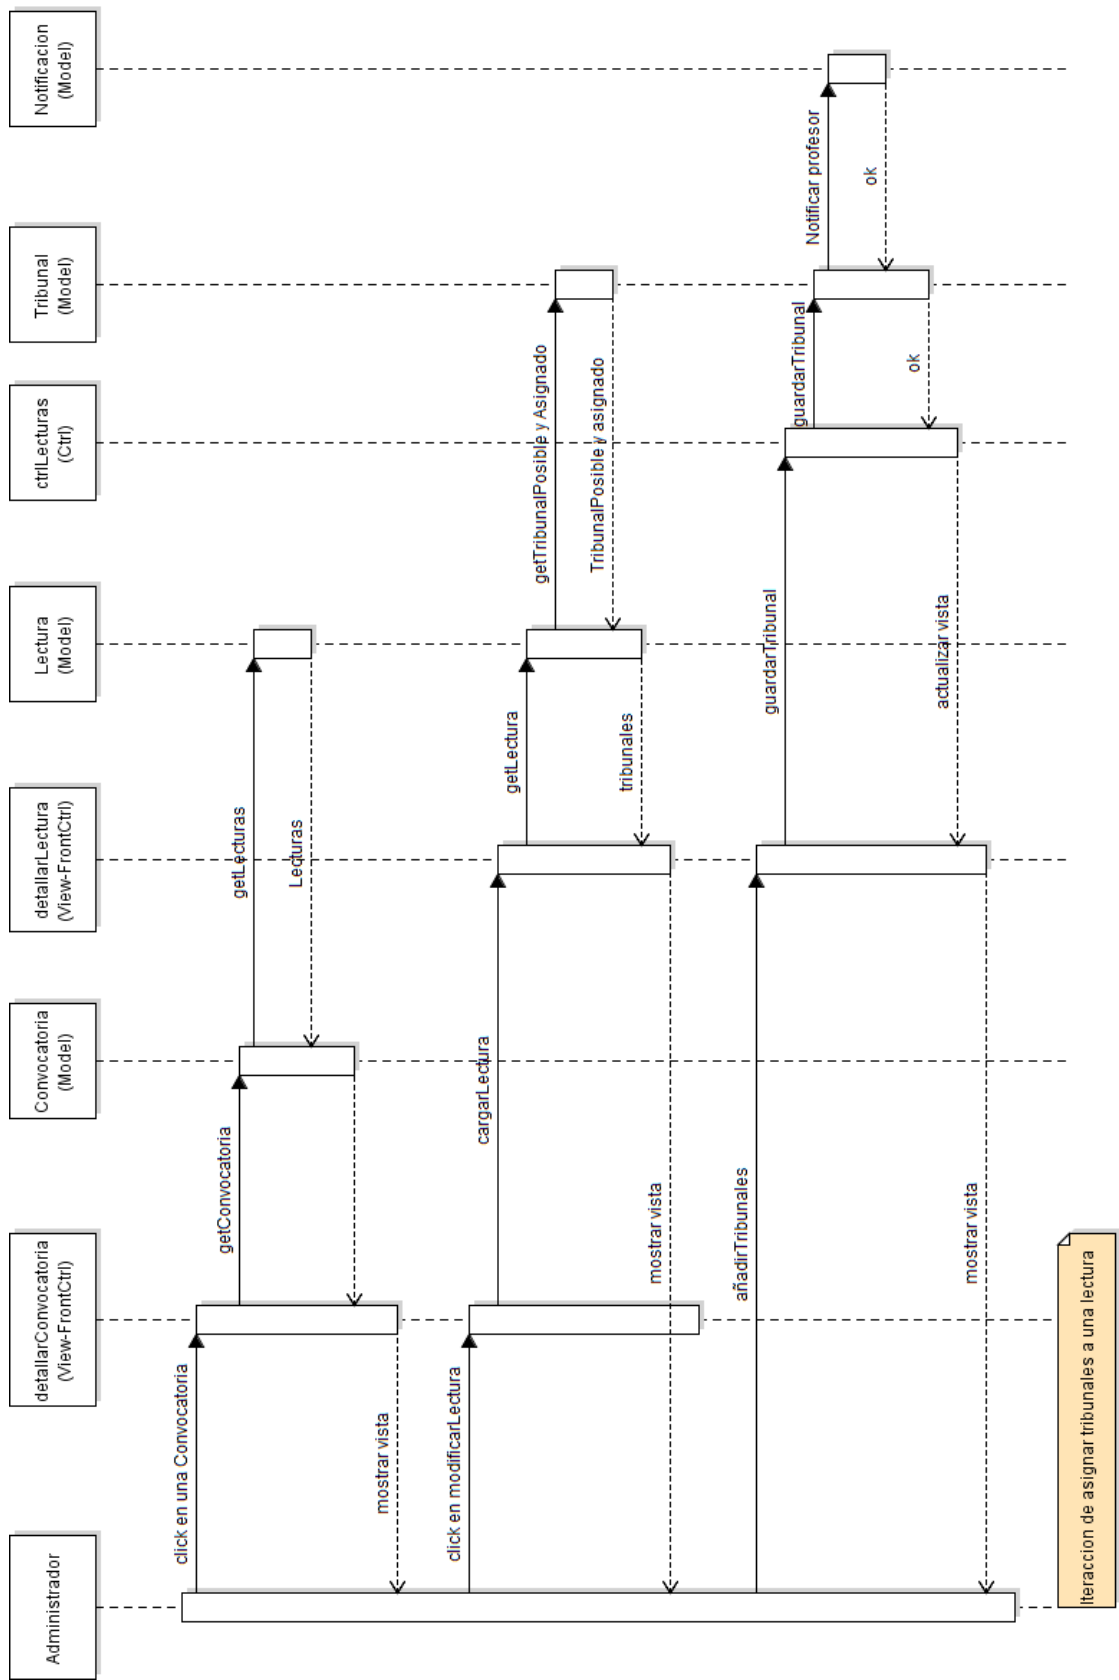 Administrador
detallarConvocatoria
(View-FrontCtrl)
Convocatoria
(Model)
detallarLectura
(View-FrontCtrl)
Lectura
(Model)
ctrlLecturas
(Ctrl)
Tribunal
(Model)
Notificacion
(Model)
click en una Convocatoria
getConvocatoria
getLecturas
Lecturas
mostrar vista
click en modificarLectura
cargarLectura
getLectura
getTribunalPosible y Asignado
TribunalPosible y asignado
tribunales
mostrar vista
añadirTribunales
guardarTribunal
guardarTribunal
Notificar profesor
ok
ok
actualizar vista
mostrar vista
Iteraccion de asignar tribunales a una lectura